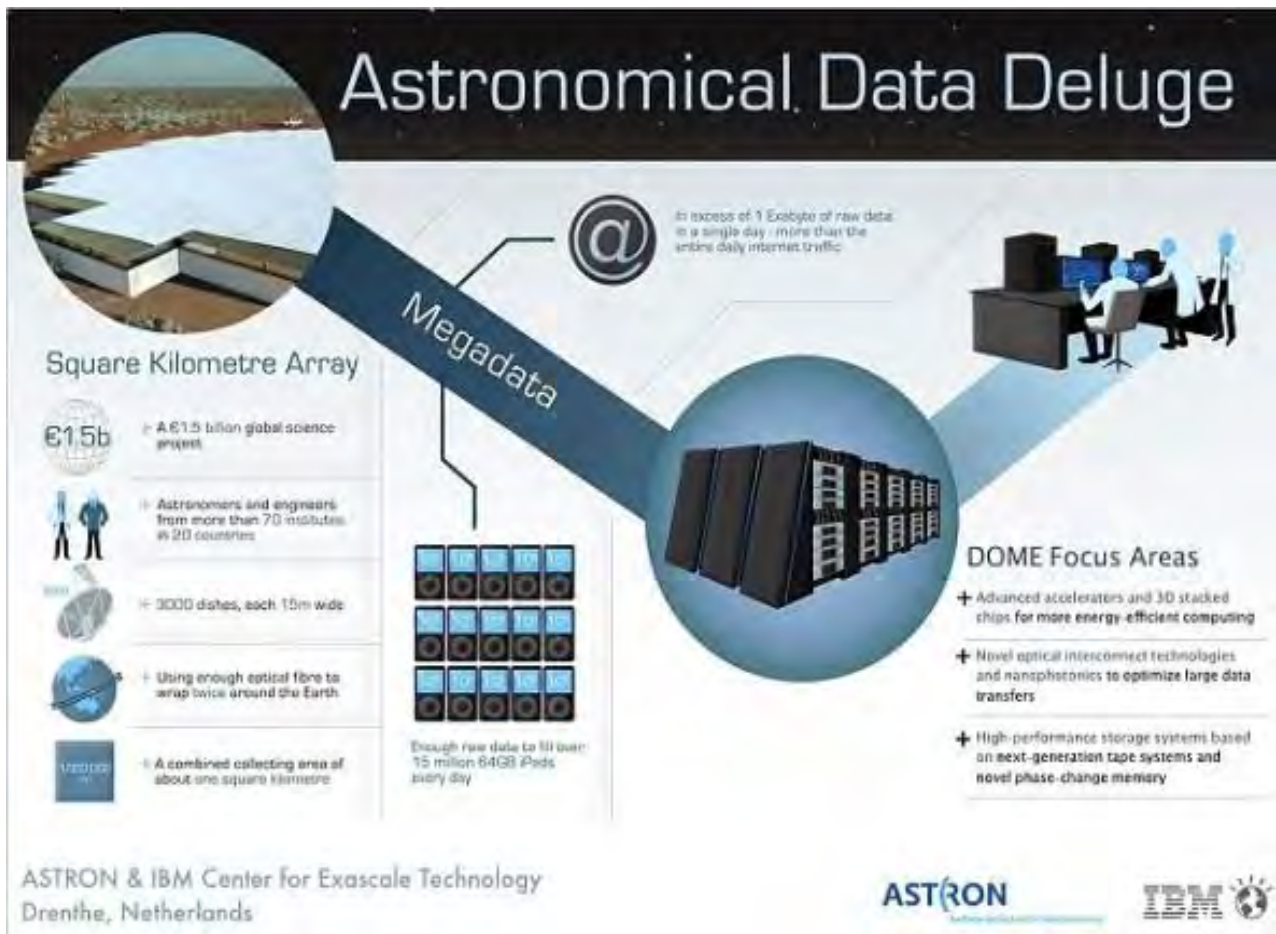 Astronomical Data Deluge
In excess of 1 Exabyte of raw data
in a single day - more than the
entire daily internet traffic
@
Megadata
Square Kilometre Array
€1.5b
A €1.5 billion global science
project
Astronomers and engineers
from more than 70 institutes
in 20 countries
3000 dishes, each 15m wide
Using enough optical fibre to
wrap twice around the Earth
A combined collecting area of
about one square kilometre
Enough raw data to fill over
15 million 64GB iPods
every day
DOME Focus Areas
+ Advanced accelerators and 3D stacked
chips for more energy-efficient computing
+ Novel optical interconnect technologies
and nanophotonics to optimize large data
transfers
+ High-performance storage systems based
on next-generation tape systems and
novel phase-change memory
ASTRON & IBM Center for Exascale Technology
Drenthe, Netherlands
ASTRON
IBM